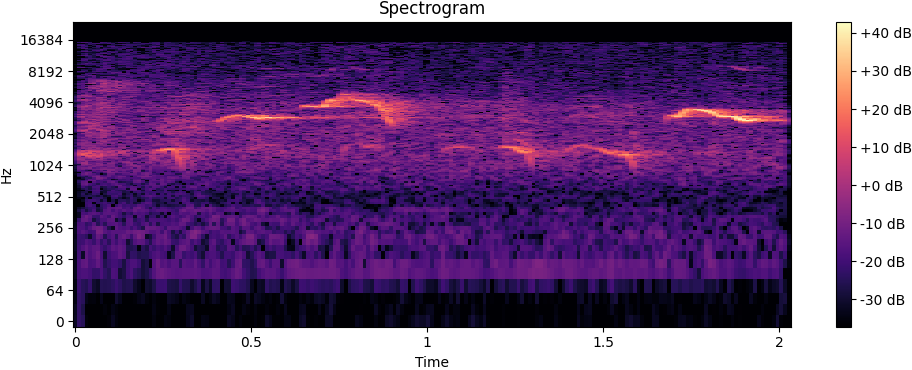 Spectrogram
Hz
16384
8192
4096
2048
1024
512
256
128
64
0
0
0.5
1
1.5
2
Time
+40 dB
+30 dB
+20 dB
+10 dB
+0 dB
-10 dB
-20 dB
-30 dB